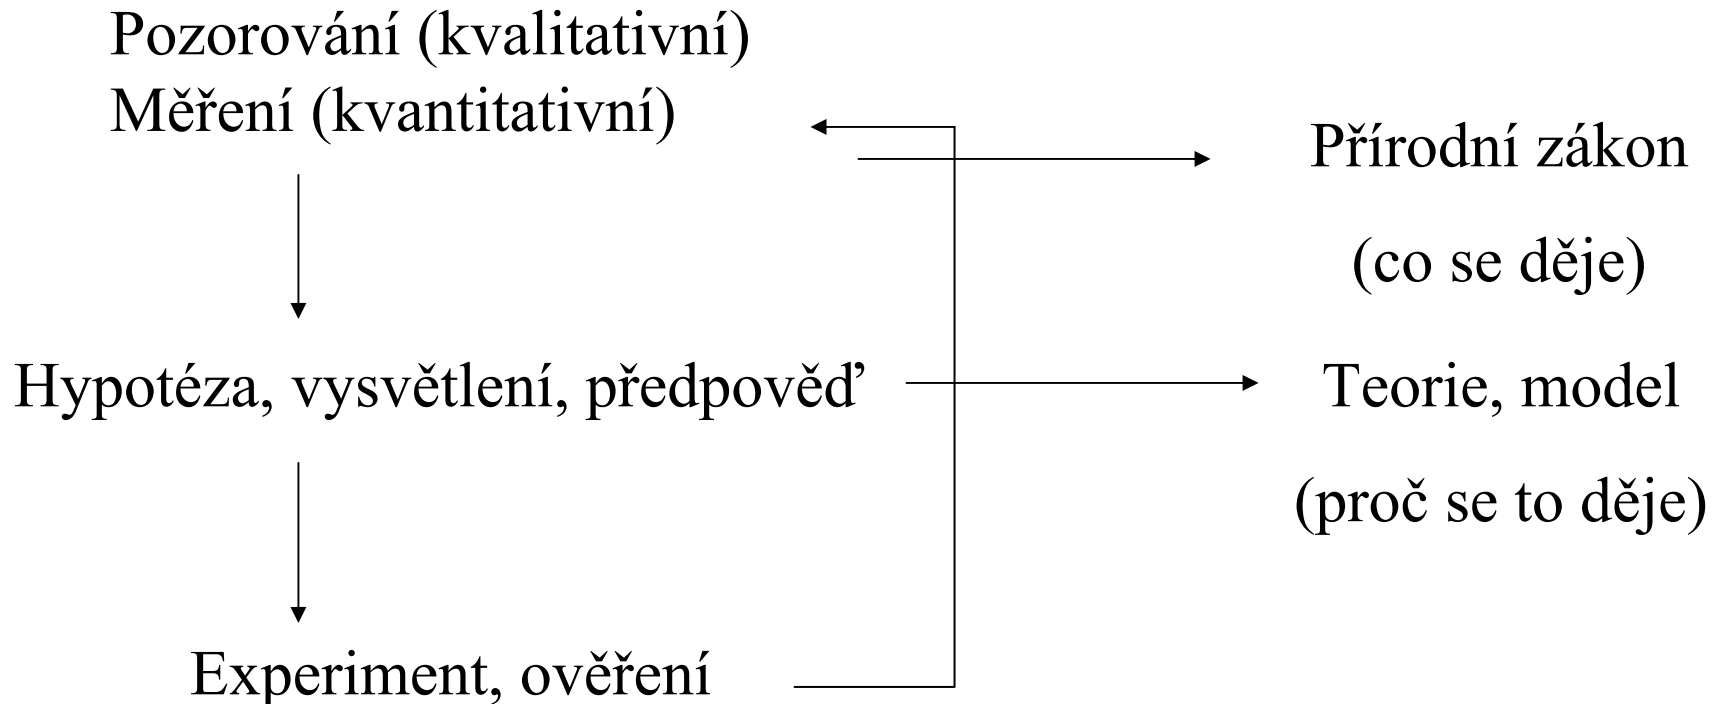 Pozorování (kvalitativní)
Měření (kvantitativní)
Přírodní zákon
(co se děje)
Hypotéza, vysvětlení, předpověď
Teorie, model
(proč se to děje)
Experiment, ověření